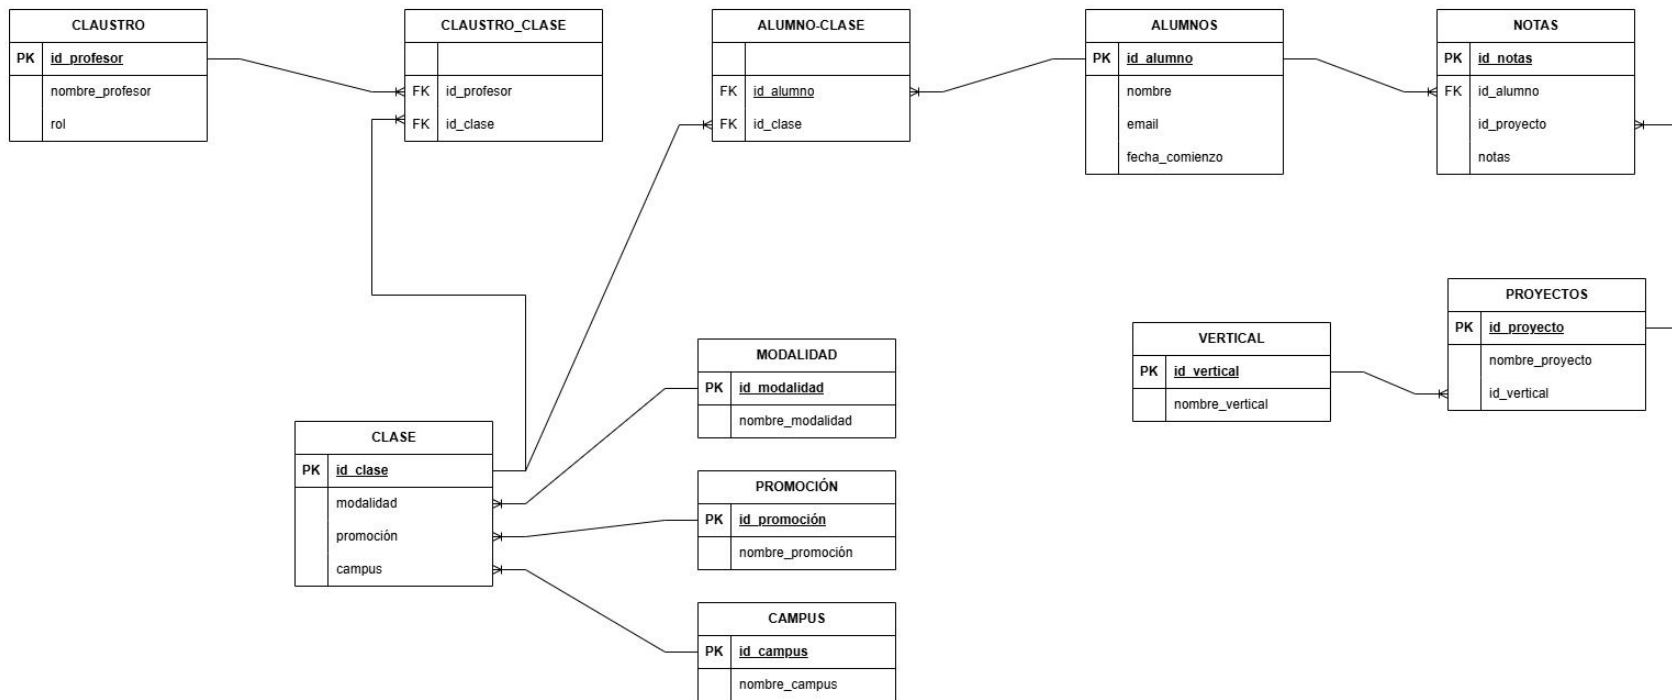 CLAUSTRO
PK id_profesor
nombre_profesor
rol
CLAUSTRO_CLASE
FK id_profesor
FK id_clase
ALUMNO-CLASE
FK id_alumno
FK id_clase
ALUMNOS
PK id_alumno
nombre
email
fecha_comienzo
NOTAS
PK id_notas
FK id_alumno
id_proyecto
notas
PROYECTOS
PK id_proyecto
nombre_proyecto
id_vertical
VERTICAL
PK id_vertical
nombre_vertical
MODALIDAD
PK id_modalidad
nombre_modalidad
CLASE
PK id_clase
modalidad
promoción
campus
PROMOCIÓN
PK id_promoción
nombre_promoción
CAMPUS
PK id_campus
nombre_campus